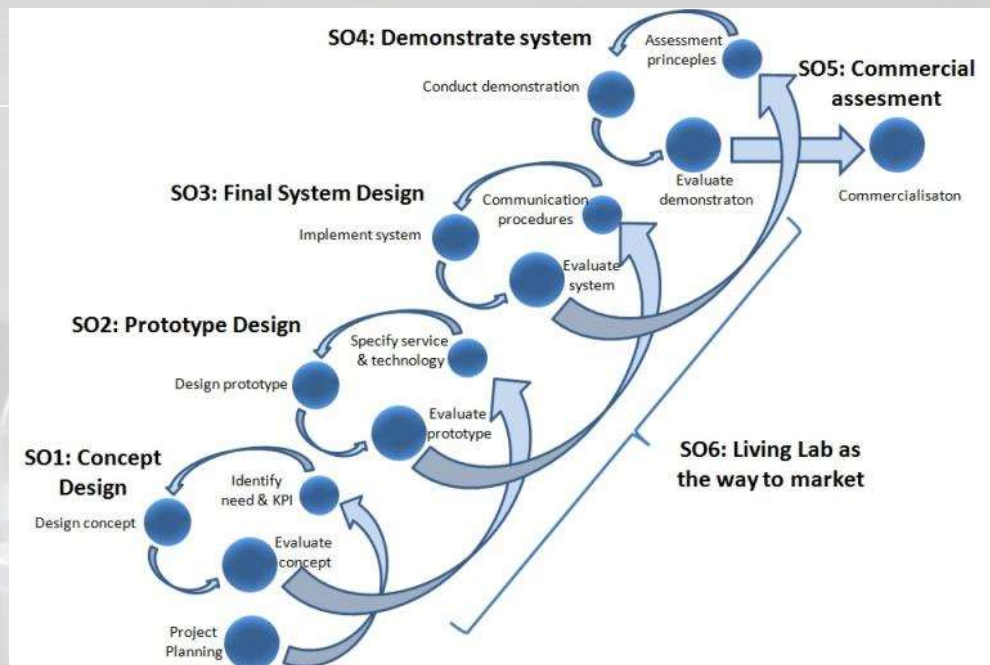 SO4: Demonstrate system
Assessment
princeples
Conduct demonstration
SO5: Commercial
assesment
Evaluate
demonstraton
Commercialisaton
SO3: Final System Design
Communication
procedures
Implement system
Evaluate
system
SO2: Prototype Design
Specify service
& technology
Design prototype
Evaluate
prototype
SO6: Living Lab as
the way to market
SO1: Concept
Design
Identify
need & KPI
Design concept
Evaluate
concept
Project
Planning